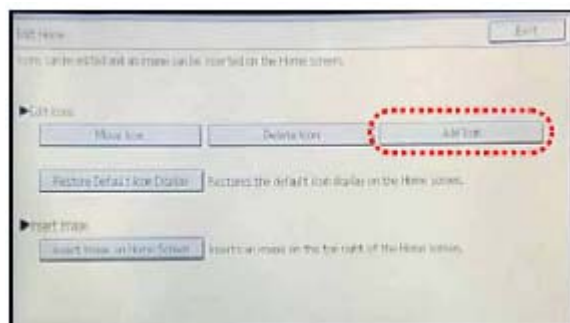 Edit Home
Exit
Icons can be edited and an image can be inserted on the Home screen.
▶Edit Icons
Move Icon
Delete Icon
Add Icon
Restore Default Icon Display
Restores the default icon display on the Home screen.
▶Insert Image
Insert Image on Home Screen
Inserts an image on the top right of the Home screen.